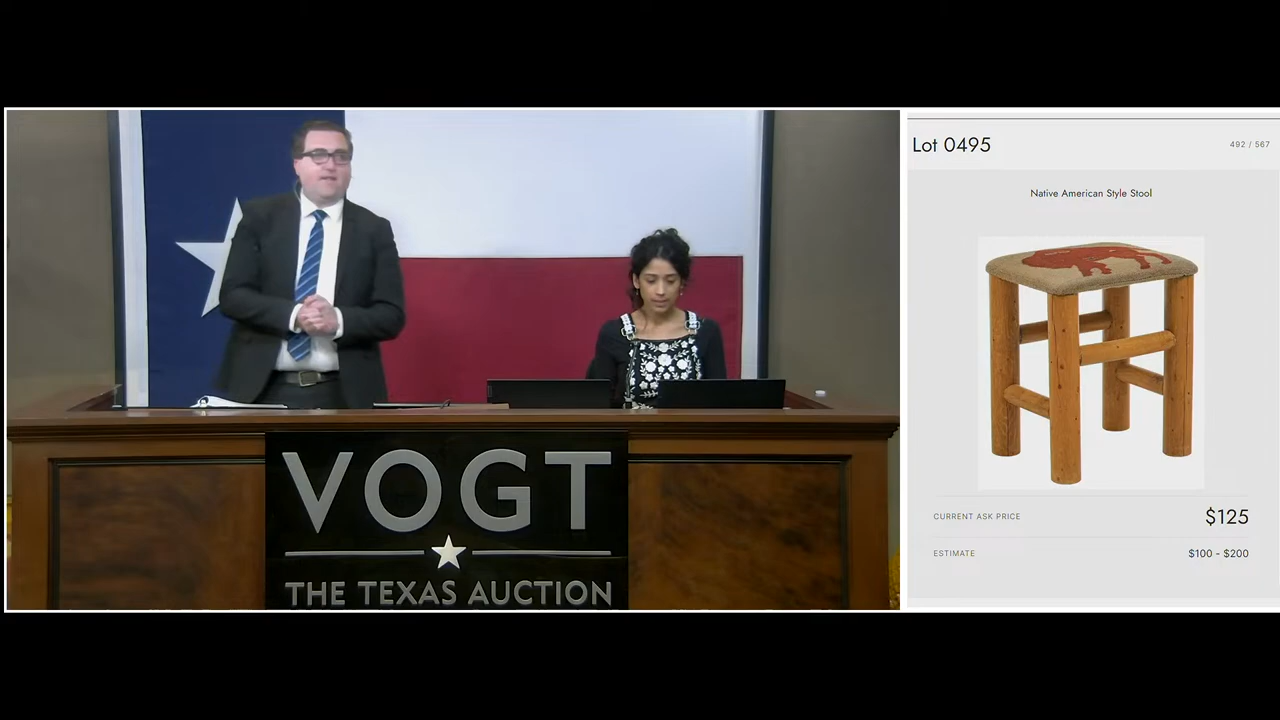 Lot 0495
492 / 567
Native American Style Stool
CURRENT ASK PRICE
$125
ESTIMATE
$100 - $200
VOGT
THE TEXAS AUCTION